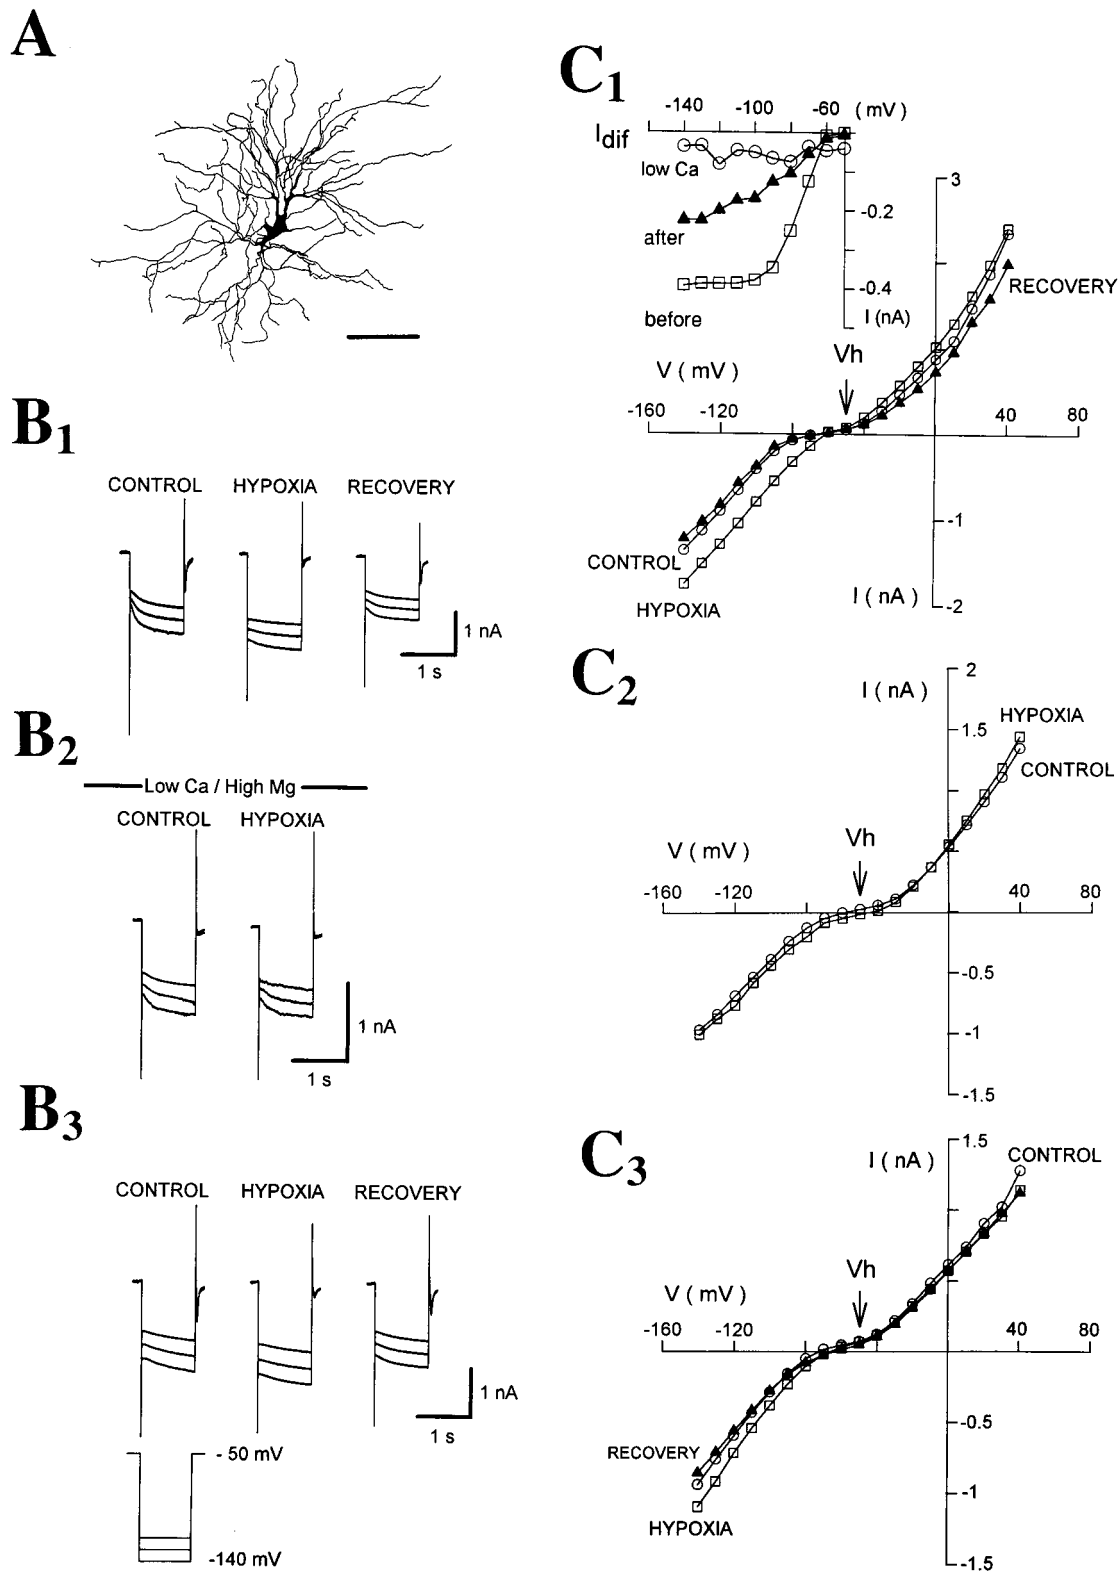 A
B1
CONTROL HYPOXIA RECOVERY
1 nA
1 s
B2
Low Ca / High Mg
CONTROL HYPOXIA
1 nA
1 s
B3
CONTROL HYPOXIA RECOVERY
1 nA
1 s
- 50 mV
-140 mV
C1
-140 -100 -60 (mV)
Idif
low Ca
3
-0.2
after
-0.4
RECOVERY
before
I (nA)
Vh
V ( mV )
-160 -120 40 80
-1
CONTROL
HYPOXIA
I ( nA )
-2
C2
2
I ( nA )
HYPOXIA
1.5
CONTROL
Vh
V ( mV )
-160 -120 40 80
-0.5
-1
-1.5
C3
1.5
I ( nA )
CONTROL
Vh
V ( mV )
-160 -120 40 80
-0.5
RECOVERY
-1
HYPOXIA
-1.5